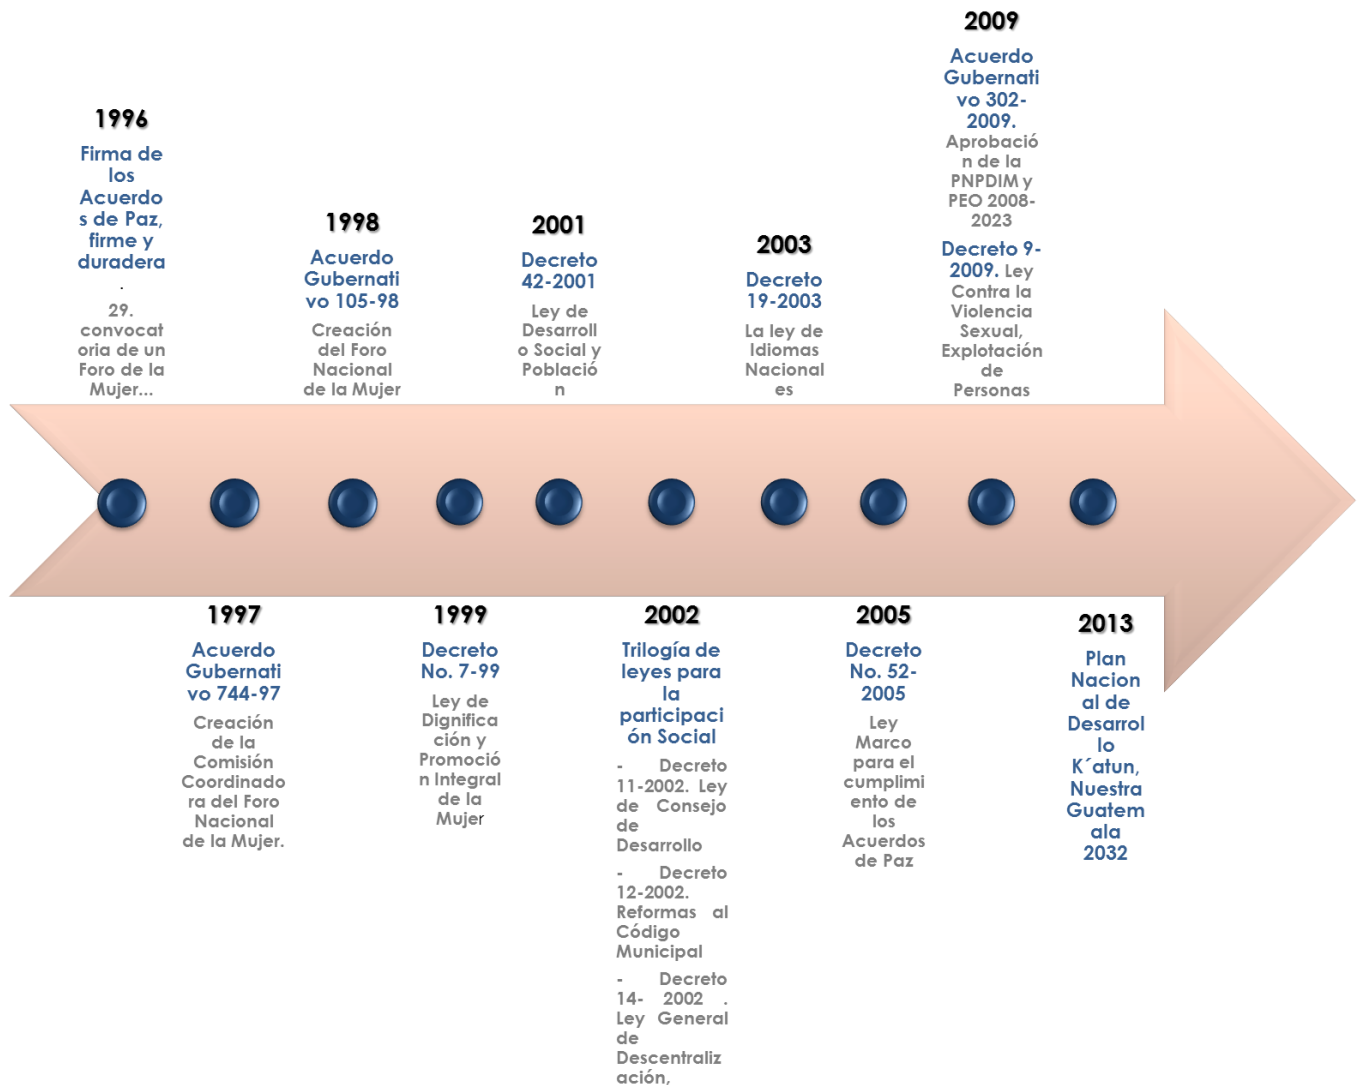 1996
Firma de
los
Acuerdo
s de Paz,
firme y
duradera
.
29.
convocat
oria de un
Foro de la
Mujer...
1997
Acuerdo
Gubernati
vo 744-97
Creación
de la
Comisión
Coordinado
ra del Foro
Nacional
de la Mujer.
1998
Acuerdo
Gubernati
vo 105-98
Creación
del Foro
Nacional
de la Mujer
1999
Decreto
No. 7-99
Ley de
Dignifica
ción y
Promoció
n Integral
de la
Mujer
2001
Decreto
42-2001
Ley de
Desarroll
o Social y
Població
n
2002
Trilogía de
leyes para
la
participaci
ón Social
- Decreto
11-2002. Ley
de Consejo
de
Desarrollo
- Decreto
12-2002.
Reformas al
Código
Municipal
- Decreto
14- 2002 .
Ley General
de
Descentraliz
ación,
2003
Decreto
19-2003
La ley de
Idiomas
Nacional
es
2005
Decreto
No. 52-
2005
Ley
Marco
para el
cumplimi
ento de
los
Acuerdos
de Paz
2009
Acuerdo
Gubernati
vo 302-
2009.
Aprobació
n de la
PNPDIM y
PEO 2008-
2023
Decreto 9-
2009. Ley
Contra la
Violencia
Sexual,
Explotación
de
Personas
2013
Plan
Nacion
al de
Desarrol
lo
K´atun,
Nuestra
Guatem
ala
2032